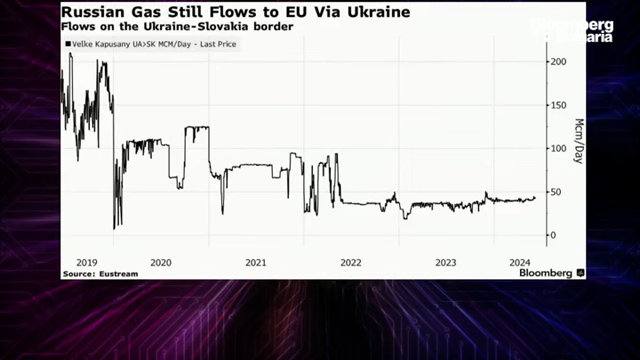 Russian Gas Still Flows to EU Via Ukraine
Flows on the Ukraine-Slovakia border
Bloomberg
Bulgaria
Velke Kapusany UA>SK MCM/Day - Last Price
200
150
100
50
0
Mcm/Day
2019 2020 2021 2022 2023 2024
Source: Eustream
Bloomberg